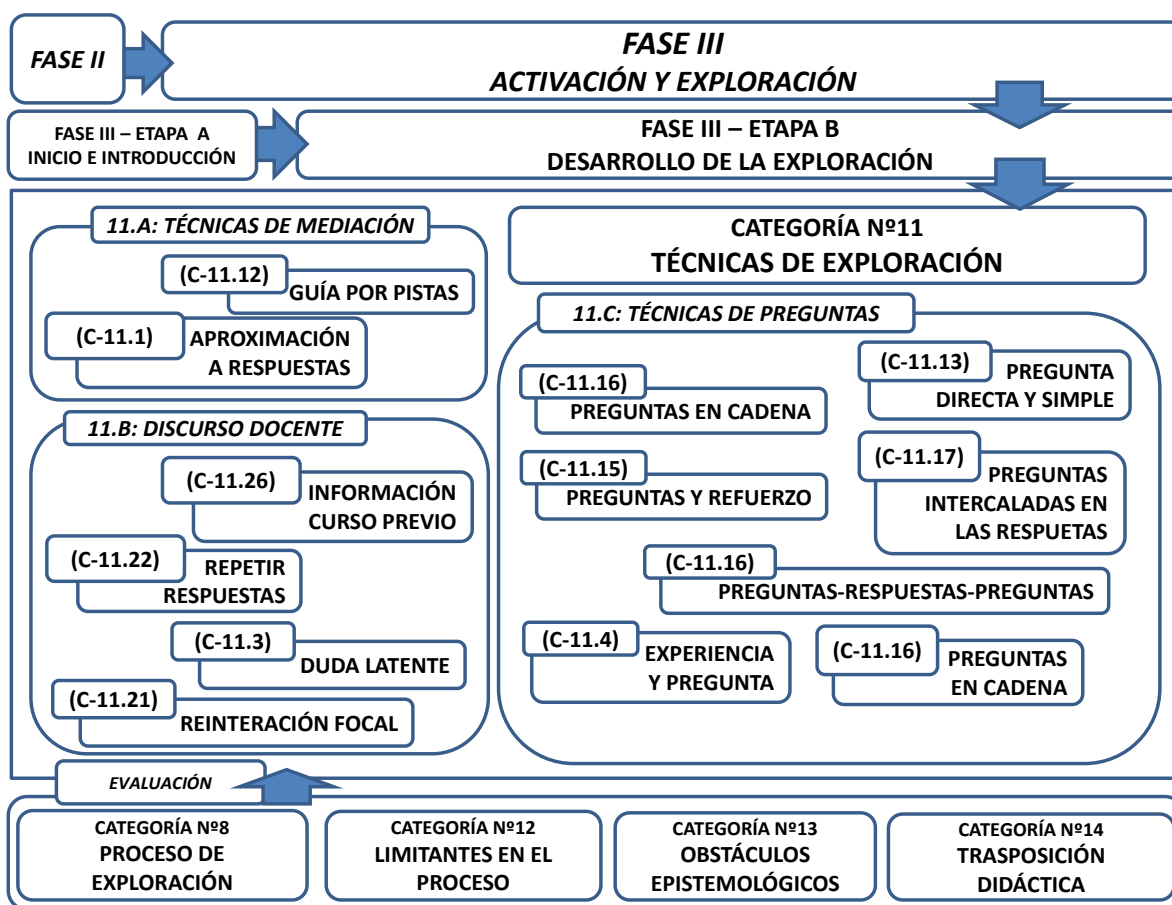 FASE II
FASE III
ACTIVACIÓN Y EXPLORACIÓN
FASE III – ETAPA A
INICIO E INTRODUCCIÓN
FASE III – ETAPA B
DESARROLLO DE LA EXPLORACIÓN
11.A: TÉCNICAS DE MEDIACIÓN
(C-11.12)
GUÍA POR PISTAS
(C-11.1)
APROXIMACIÓN
A RESPUESTAS
11.B: DISCURSO DOCENTE
(C-11.26)
INFORMACIÓN
CURSO PREVIO
(C-11.22)
REPETIR
RESPUESTAS
(C-11.3)
DUDA LATENTE
(C-11.21)
REINTERACIÓN FOCAL
CATEGORÍA Nº11
TÉCNICAS DE EXPLORACIÓN
11.C: TÉCNICAS DE PREGUNTAS
(C-11.16)
PREGUNTAS EN CADENA
(C-11.13)
PREGUNTA
DIRECTA Y SIMPLE
(C-11.15)
PREGUNTAS Y REFUERZO
(C-11.17)
PREGUNTAS
INTERCALADAS EN
LAS RESPUETAS
(C-11.16)
PREGUNTAS-RESPUESTAS-PREGUNTAS
(C-11.4)
EXPERIENCIA
Y PREGUNTA
(C-11.16)
PREGUNTAS
EN CADENA
EVALUACIÓN
CATEGORÍA Nº8
PROCESO DE
EXPLORACIÓN
CATEGORÍA Nº12
LIMITANTES EN EL
PROCESO
CATEGORÍA Nº13
OBSTÁCULOS
EPISTEMOLÓGICOS
CATEGORÍA Nº14
TRASPOSICIÓN
DIDÁCTICA